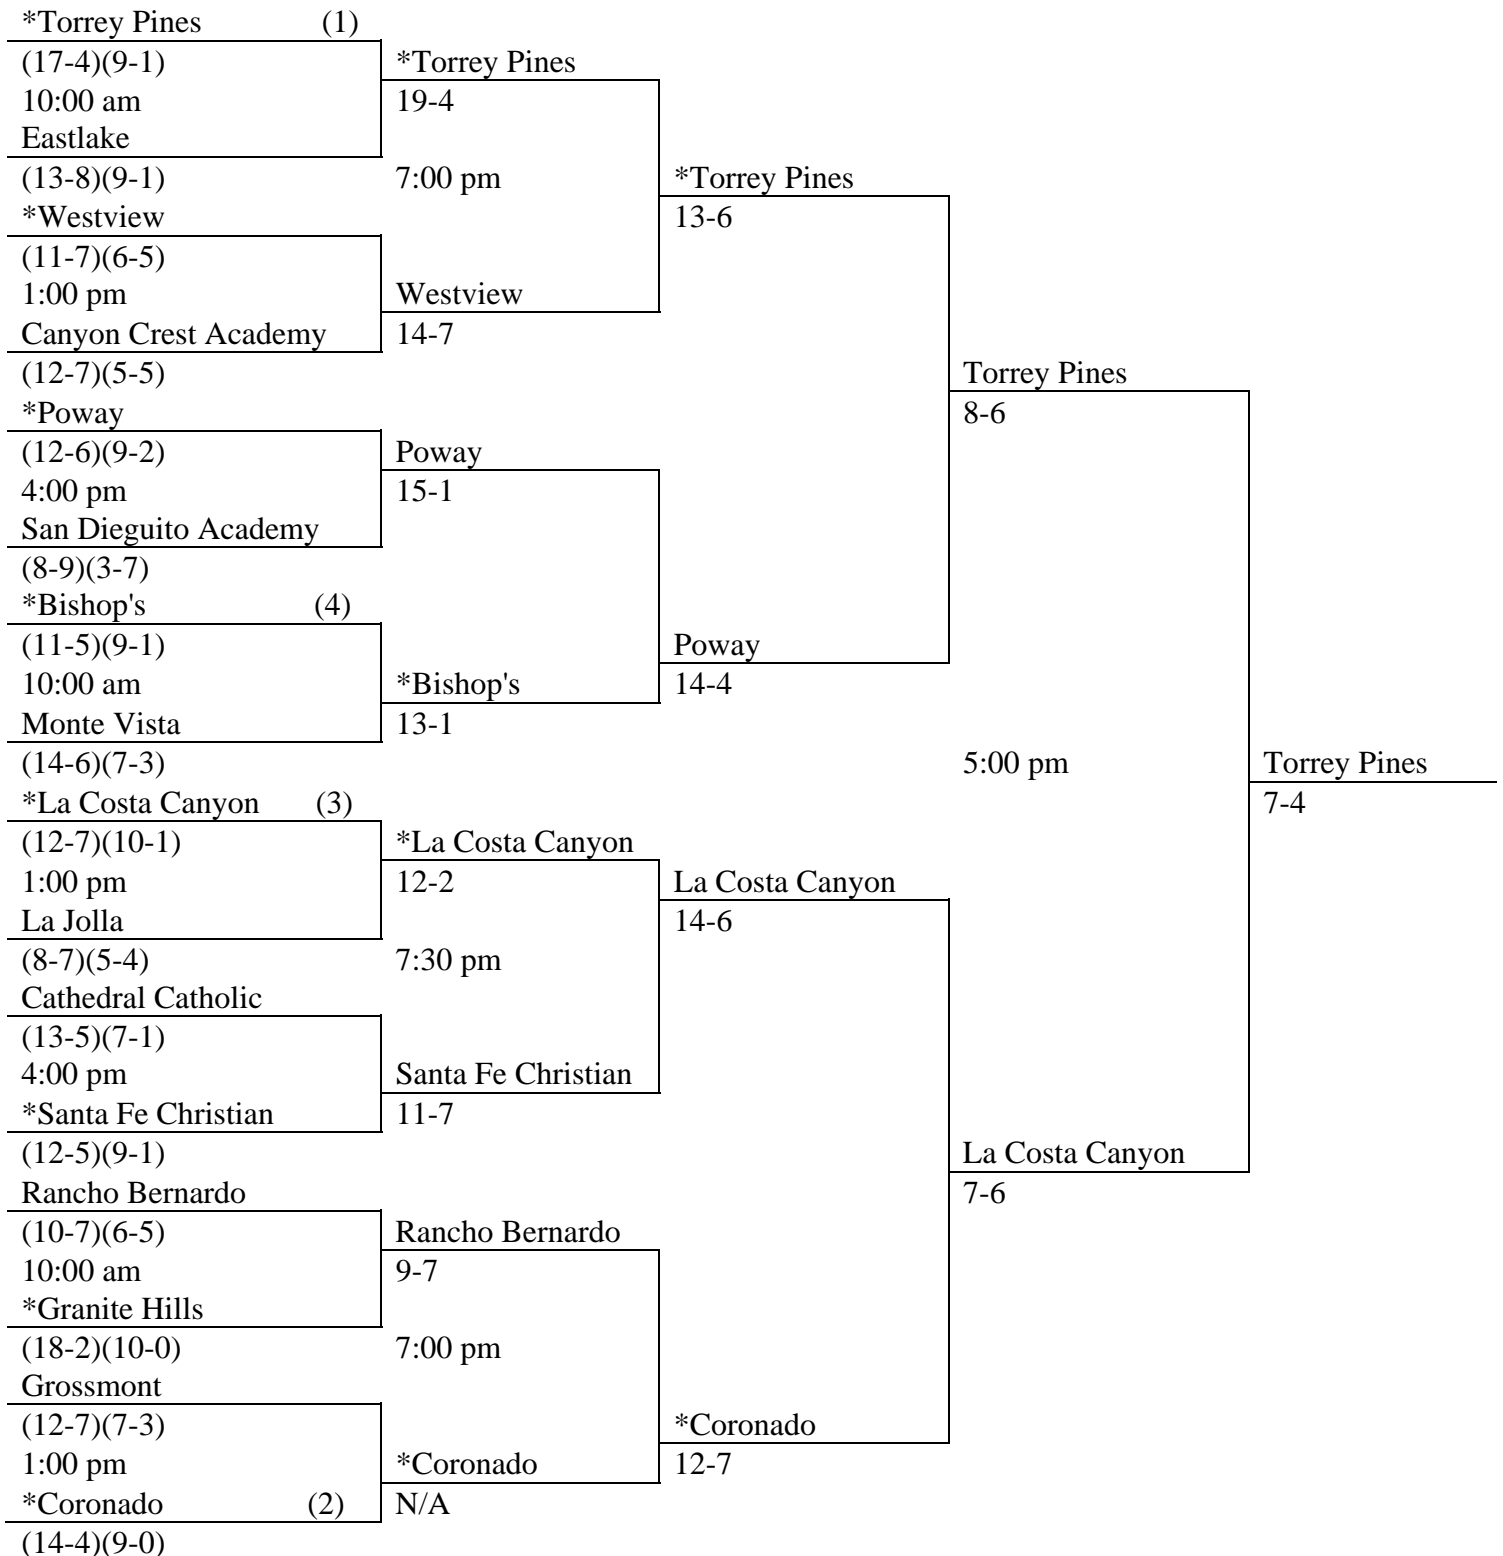 *Torrey Pines (1)
(17-4)(9-1) *Torrey Pines
10:00 am 19-4
Eastlake
(13-8)(9-1) 7:00 pm *Torrey Pines
*Westview 13-6
(11-7)(6-5)
1:00 pm Westview
Canyon Crest Academy 14-7
(12-7)(5-5) Torrey Pines
*Poway 8-6
(12-6)(9-2) Poway
4:00 pm 15-1
San Dieguito Academy
(8-9)(3-7)
*Bishop's (4)
(11-5)(9-1) Poway
10:00 am *Bishop's 14-4
Monte Vista 13-1
(14-6)(7-3) 5:00 pm Torrey Pines
*La Costa Canyon (3) 7-4
(12-7)(10-1) *La Costa Canyon
1:00 pm 12-2 La Costa Canyon
La Jolla 14-6
(8-7)(5-4) 7:30 pm
Cathedral Catholic
(13-5)(7-1)
4:00 pm Santa Fe Christian
*Santa Fe Christian 11-7
(12-5)(9-1) La Costa Canyon
Rancho Bernardo 7-6
(10-7)(6-5) Rancho Bernardo
10:00 am 9-7
*Granite Hills
(18-2)(10-0) 7:00 pm
Grossmont
(12-7)(7-3) *Coronado
1:00 pm *Coronado 12-7
*Coronado (2) N/A
(14-4)(9-0)